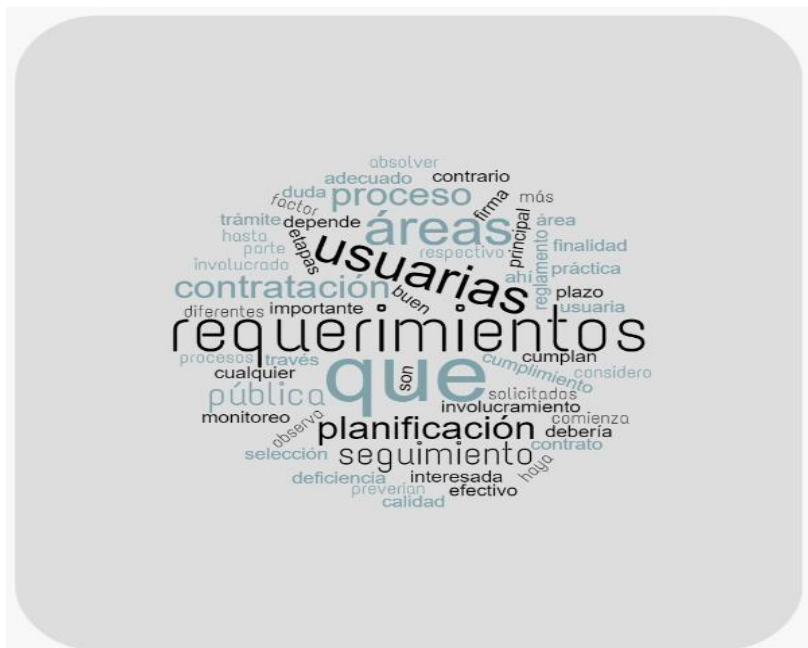 absolver
adecuado contrario
duda proceso firma más
factor
trámite depende áreas principal área
hasta etapas usuarias respectivo reglamento finalidad
parte
involucrada ahí práctica
contratación buen plazo
diferentes importante usuaria
requerimientos
procesos través que son cumplimiento cumplan
cualquier considero
pública solicitados
monitoreo involucramiento comienza
observa planificación debería
selección seguimiento haya contrato
deficiencia interesada
preverían efectivo
calidad